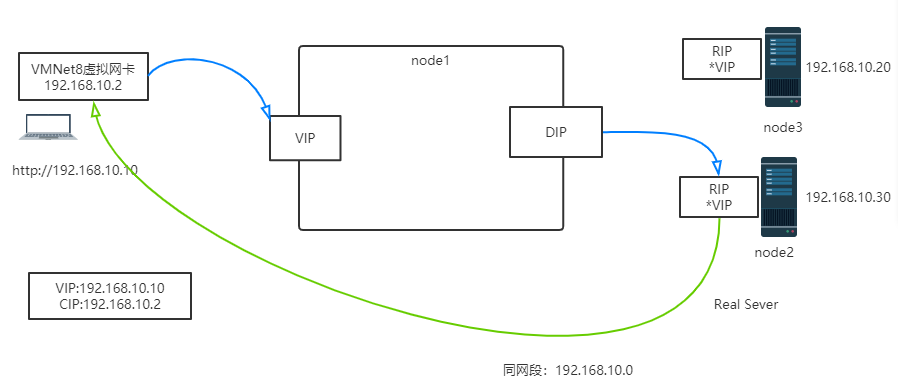 VMNet8虚拟网卡
192.168.10.2
http://192.168.10.10
node1
VIP
DIP
RIP
*VIP
192.168.10.20
node3
RIP
*VIP
192.168.10.30
node2
VIP:192.168.10.10
CIP:192.168.10.2
Real Sever
同网段：192.168.10.0